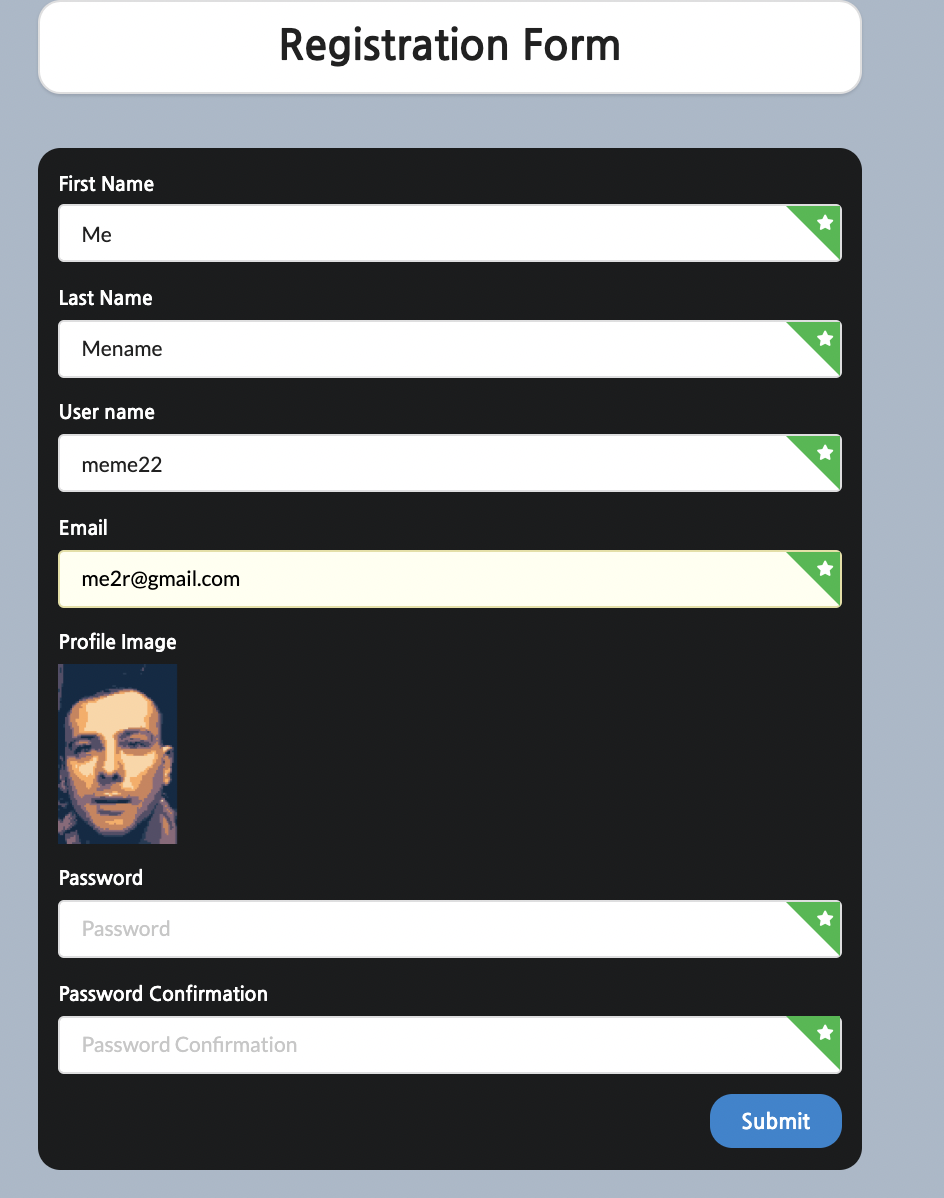 Registration Form
First Name
Me
Last Name
Mename
User name
meme22
Email
me2r@gmail.com
Profile Image
Password
Password
Password Confirmation
Password Confirmation
Submit